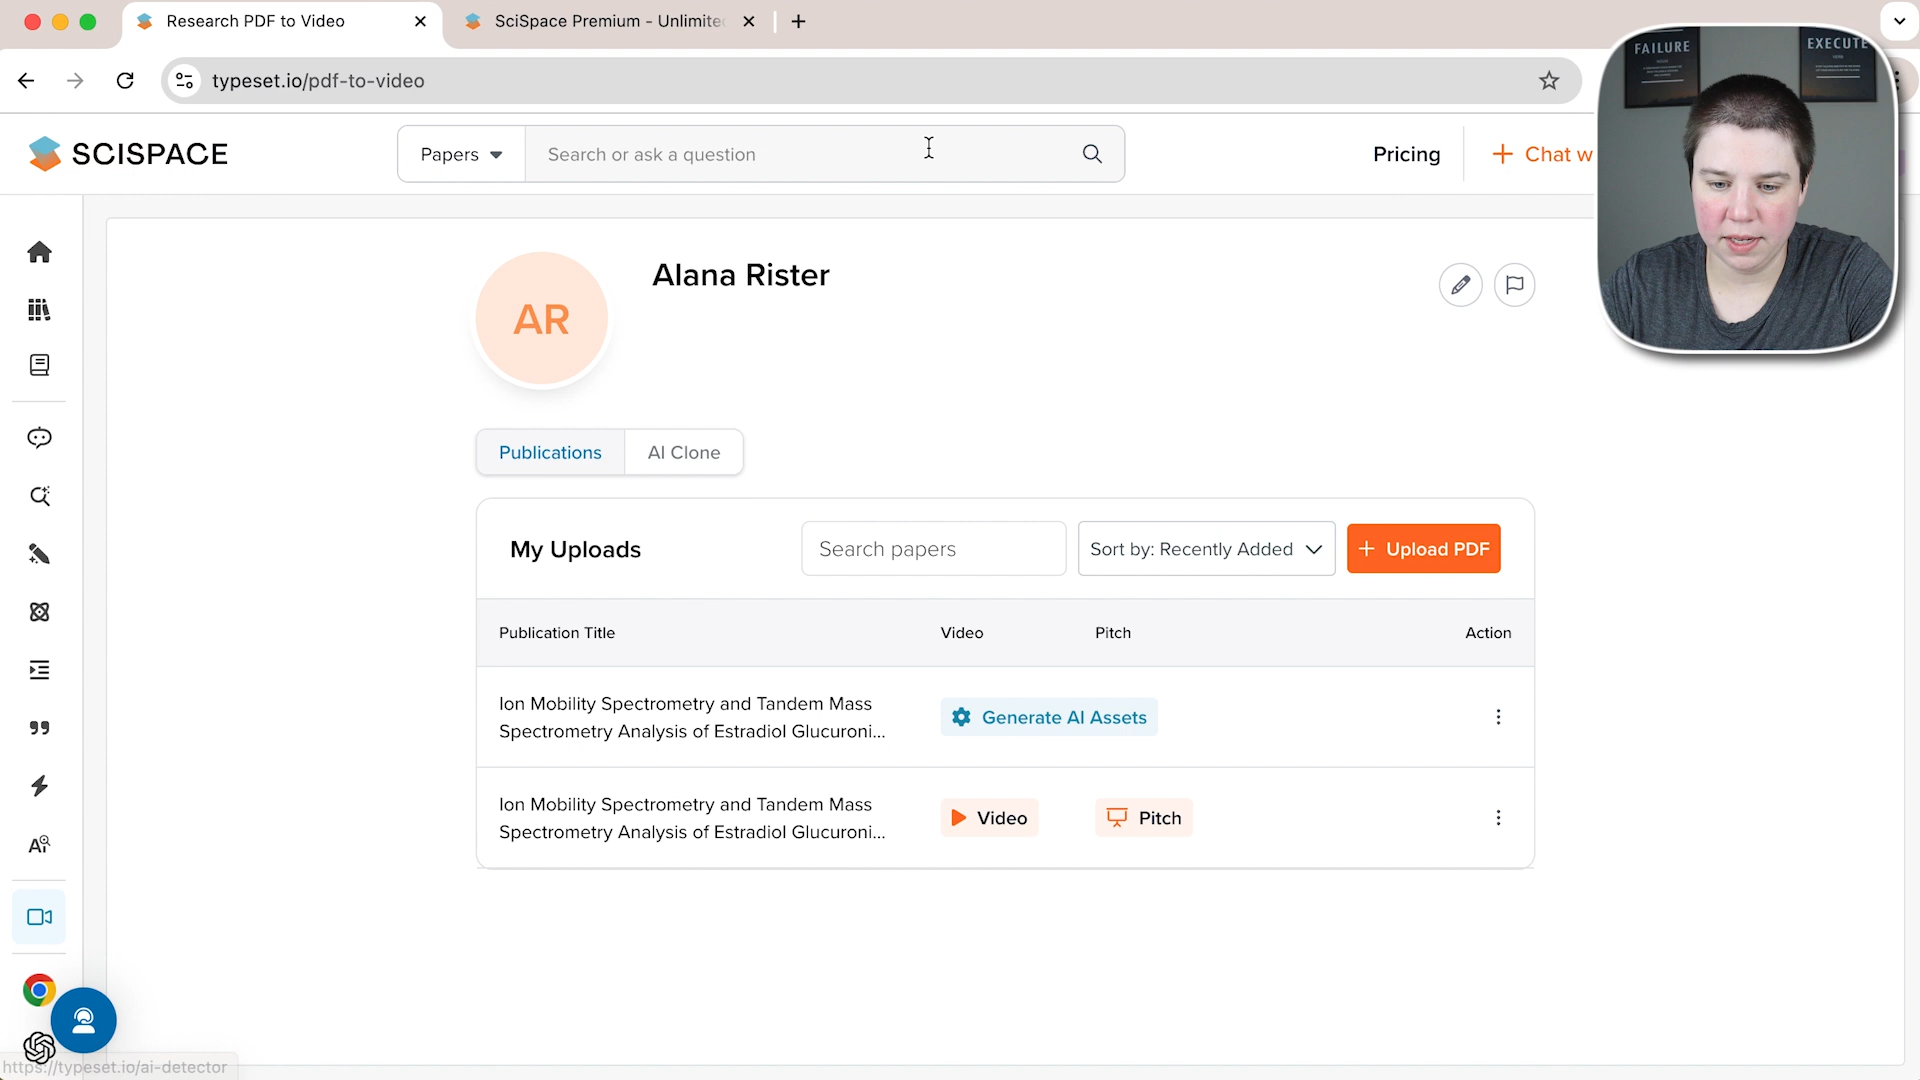 Research PDF to Video
SciSpace Premium - Unlimited
typeset.io/pdf-to-video
FAILURE
EXECUTE
SCISPACE
Papers
Search or ask a question
Pricing
+ Chat w
AR
Alana Rister
Publications
AI Clone
My Uploads
Search papers
Sort by: Recently Added
+ Upload PDF
Publication Title
Video
Pitch
Action
Ion Mobility Spectrometry and Tandem Mass
Spectrometry Analysis of Estradiol Glucuroni...
Generate AI Assets
Ion Mobility Spectrometry and Tandem Mass
Spectrometry Analysis of Estradiol Glucuroni...
Video
Pitch
Ai
https://typeset.io/ai-detector